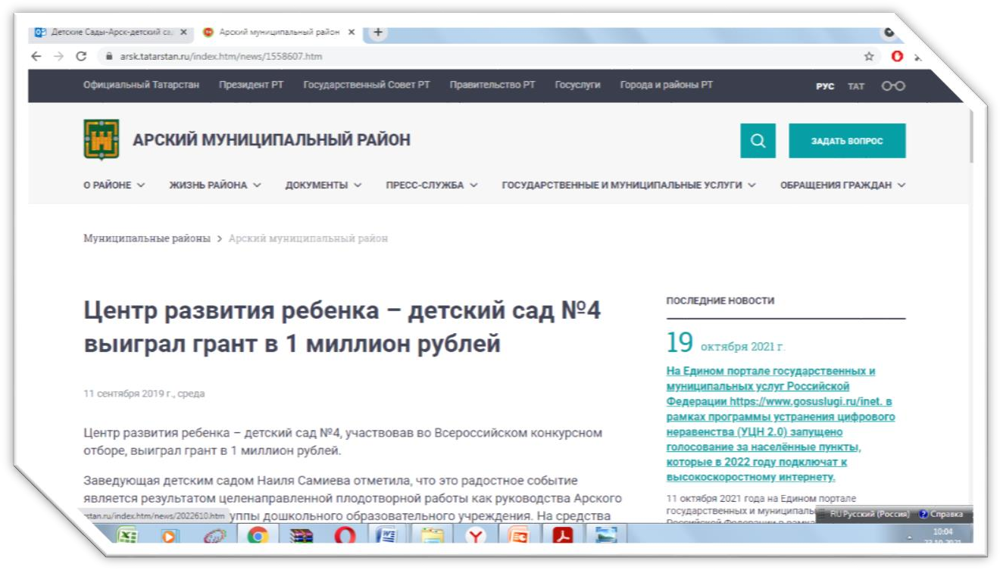 Детские Сады-Арск-детский са
Арский муниципальный район
arsk.tatarstan.ru/index.htm/news/1558607.htm
Официальный Татарстан Президент РТ Государственный Совет РТ Правительство РТ Госуслуги Города и районы РТ РУС ТАТ
АРСКИЙ МУНИЦИПАЛЬНЫЙ РАЙОН
ЗАДАТЬ ВОПРОС
О РАЙОНЕ ЖИЗНЬ РАЙОНА ДОКУМЕНТЫ ПРЕСС-СЛУЖБА ГОСУДАРСТВЕННЫЕ И МУНИЦИПАЛЬНЫЕ УСЛУГИ ОБРАЩЕНИЯ ГРАЖДАН
Муниципальные районы > Арский муниципальный район
Центр развития ребенка – детский сад №4
выиграл грант в 1 миллион рублей
11 сентября 2019 г., среда
Центр развития ребенка – детский сад №4, участвовав во Всероссийском конкурсном
отборе, выиграл грант в 1 миллион рублей.
Заведующая детским садом Наиля Самиева отметила, что это радостное событие
является результатом целенаправленной плодотворной работы как руководства Арского
уппы дошкольного образовательного учреждения. На средства
stan.ru/index.htm/news/2022610.htm
ПОСЛЕДНИЕ НОВОСТИ
19 октября 2021 г.
На Едином портале государственных и
муниципальных услуг Российской
Федерации https://www.gosuslugi.ru/inet. в
рамках программы устранения цифрового
неравенства (УЦН 2.0) запущено
голосование за населённые пункты,
которые в 2022 году подключат к
высокоскоростному интернету.
11 октября 2021 года на Едином портале
государственных и муниципаль
RU Русский (Россия) Справка
10:04